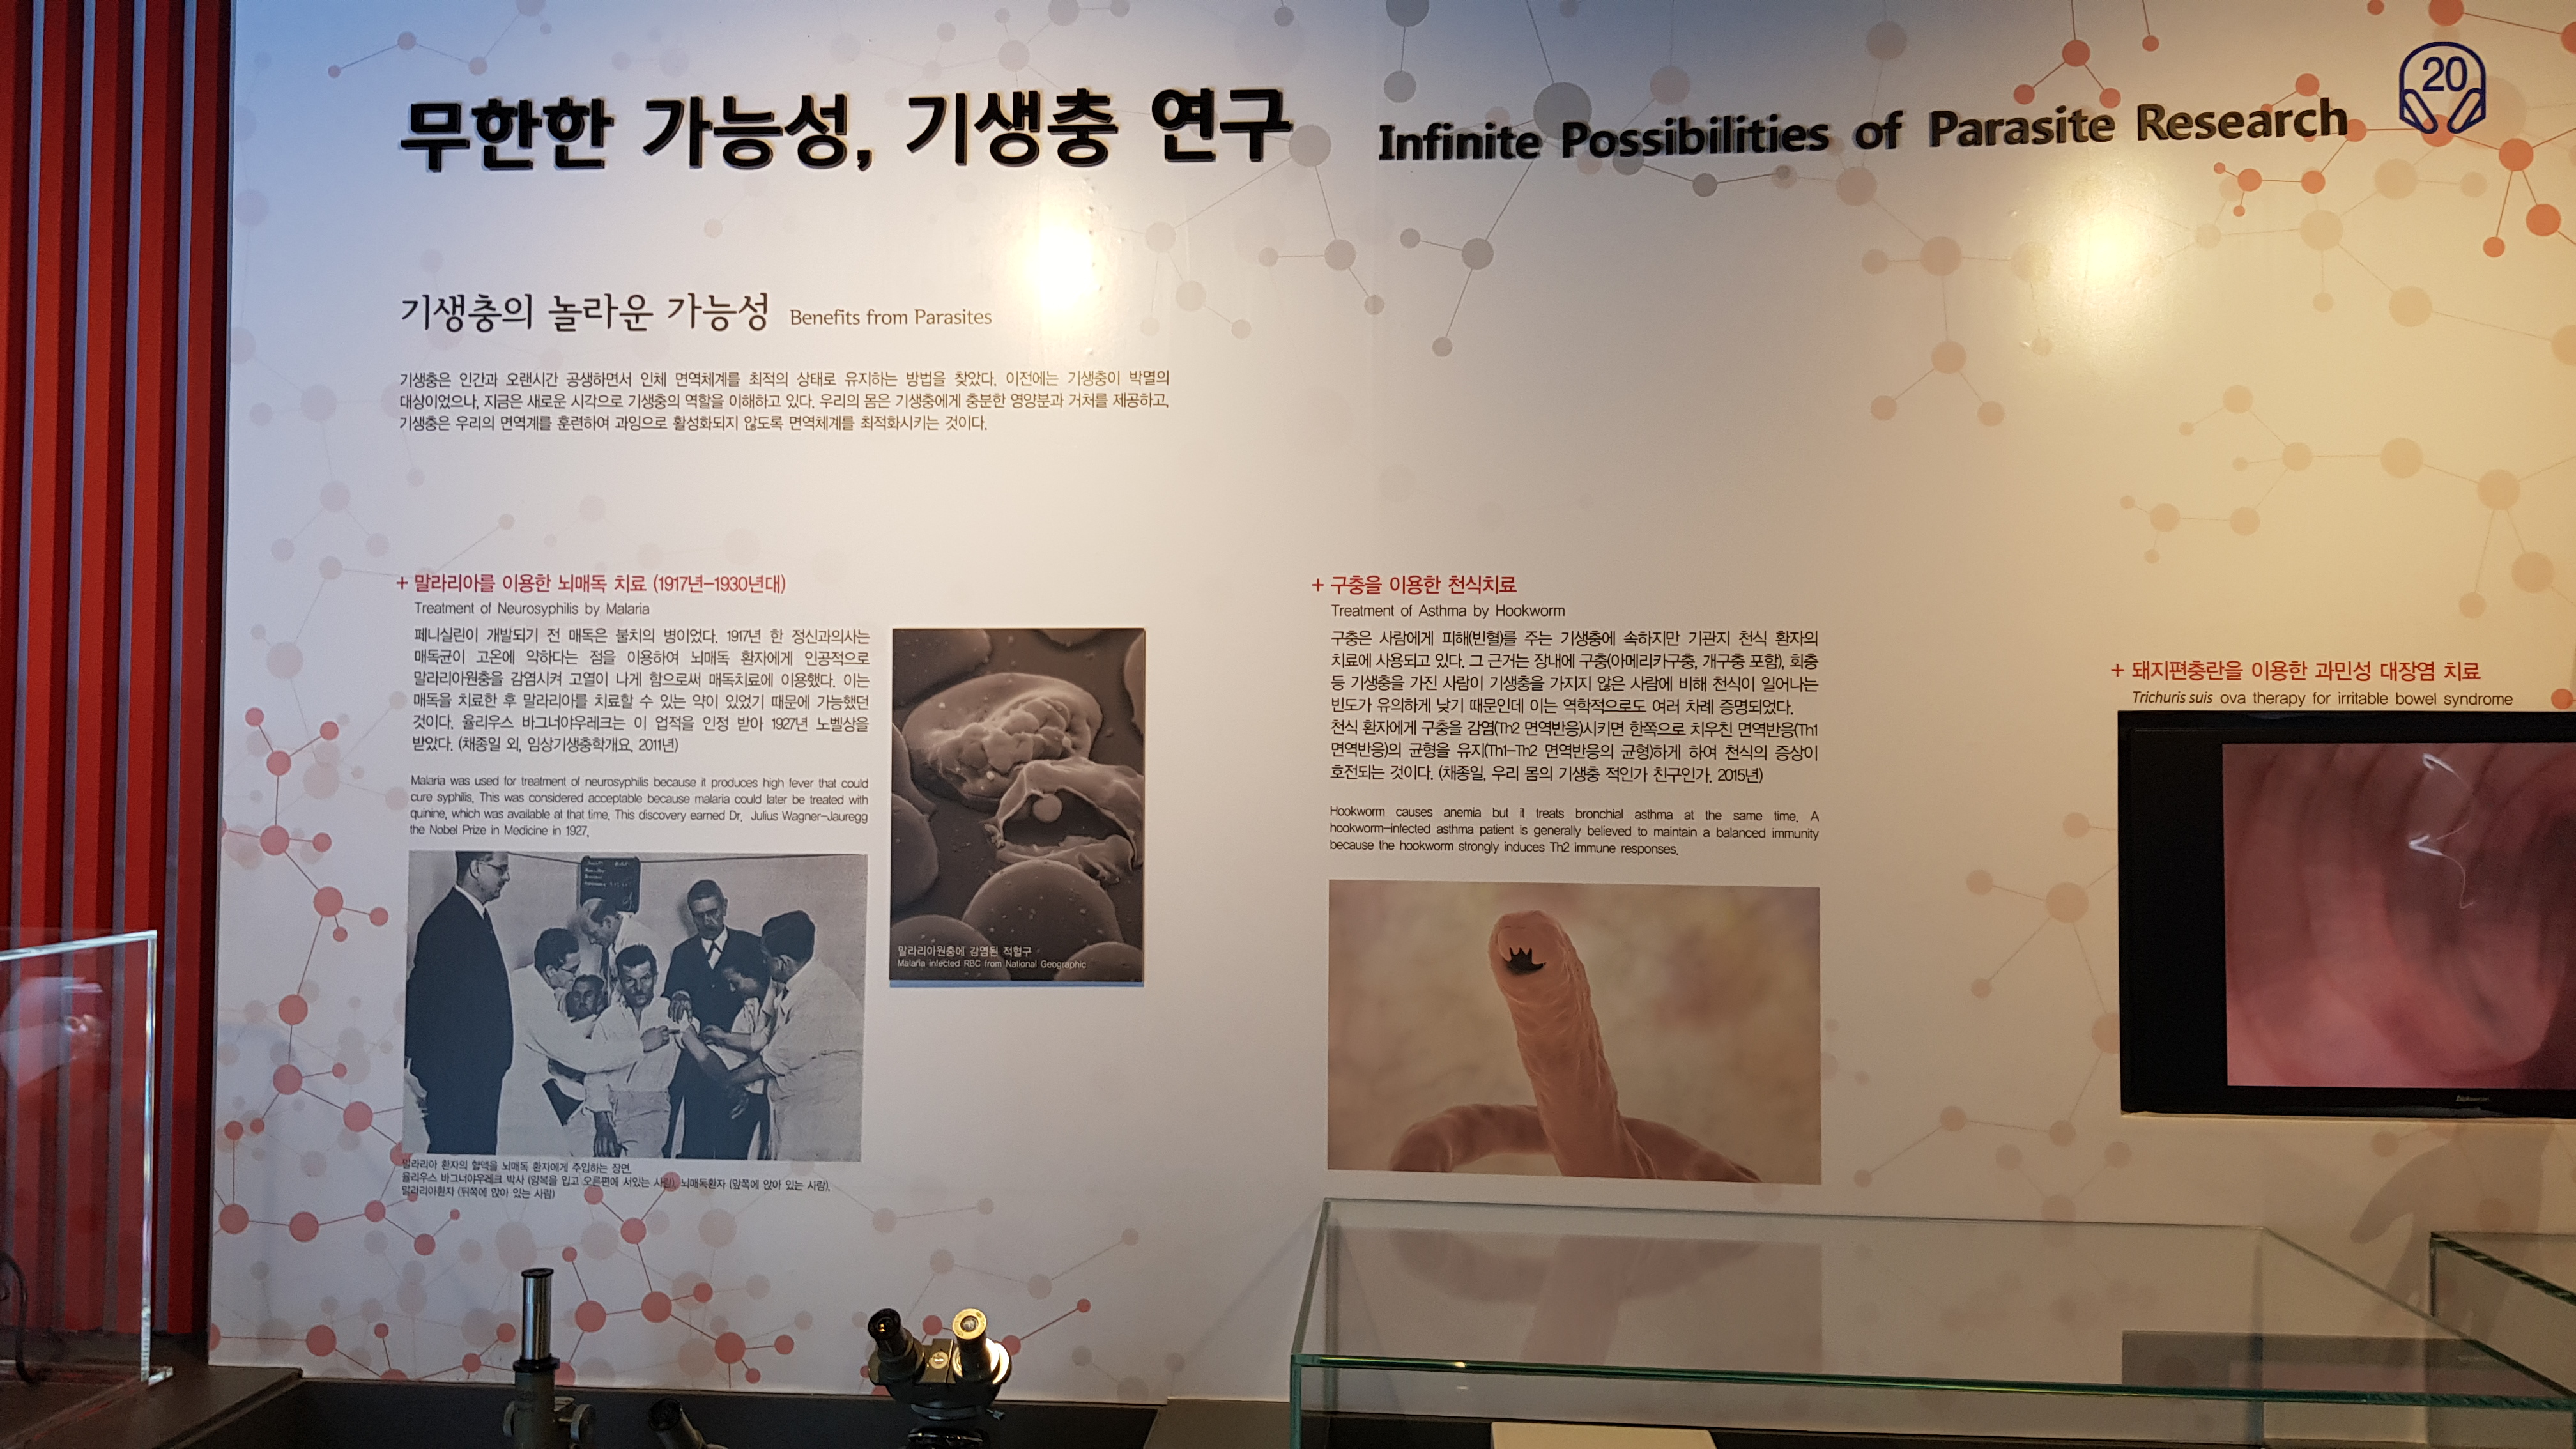 무한한 가능성, 기생충 연구 Infinite Possibilities of Parasite Research
20
기생충의 놀라운 가능성 Benefits from Parasites
기생충은 인간과 오랜시간 공생하면서 인체 면역체계를 최적의 상태로 유지하는 방법을 찾았다. 이전에는 기생충이 박멸의
대상이었으나, 지금은 새로운 시각으로 기생충의 역할을 이해하고 있다. 우리의 몸은 기생충에게 충분한 영양분과 거처를 제공하고,
기생충은 우리의 면역계를 훈련하여 과잉으로 활성화되지 않도록 면역체계를 최적화시키는 것이다.
+ 말라리아를 이용한 뇌매독 치료 (1917년-1930년대)
Treatment of Neurosyphilis by Malaria
페니실린이 개발되기 전 매독은 불치의 병이었다. 1917년 한 정신과의사는
매독균이 고온에 약하다는 점을 이용하여 뇌매독 환자에게 인공적으로
말라리아원충을 감염시켜 고열이 나게 함으로써 매독치료에 이용했다. 이는
매독을 치료한 후 말라리아를 치료할 수 있는 약이 있었기 때문에 가능했던
것이다. 율리우스 바그너야우레크는 이 업적을 인정 받아 1927년 노벨상을
받았다. (채종일 외, 임상기생충학개요, 2011년)
Malaria was used for treatment of neurosyphilis because it produces high fever that could
cure syphilis. This was considered acceptable because malaria could later be treated with
quinine, which was available at that time. This discovery earned Dr. Julius Wagner-Jauregg
the Nobel Prize in Medicine in 1927.
말라리아원충에 감염된 적혈구
Malaria infected RBC from National Geographic
말라리아 환자의 혈액을 뇌매독 환자에게 주입하는 장면.
율리우스 바그너야우레크 박사 (양복을 입고 오른편에 서있는 사람), 뇌매독환자 (앞쪽에 앉아 있는 사람),
말라리아환자 (뒤쪽에 앉아 있는 사람)
+ 구충을 이용한 천식치료
Treatment of Asthma by Hookworm
구충은 사람에게 피해(빈혈)를 주는 기생충에 속하지만 기관지 천식 환자의
치료에 사용되고 있다. 그 근거는 장내에 구충(아메리카구충, 개구충 포함), 회충
등 기생충을 가진 사람이 기생충을 가지지 않은 사람에 비해 천식이 일어나는
빈도가 유의하게 낮기 때문인데 이는 역학적으로도 여러 차례 증명되었다.
천식 환자에게 구충을 감염(Th2 면역반응)시키면 한쪽으로 치우친 면역반응(Th1
면역반응)의 균형을 유지(Th1-Th2 면역반응의 균형)하게 하여 천식의 증상이
호전되는 것이다. (채종일, 우리 몸의 기생충 적인가 친구인가, 2015년)
Hookworm causes anemia but it treats bronchial asthma at the same time. A
hookworm-infected asthma patient is generally believed to maintain a balanced immunity
because the hookworm strongly induces Th2 immune responses.
+ 돼지편충란을 이용한 과민성 대장염 치료
Trichuris suis ova therapy for irritable bowel syndrome